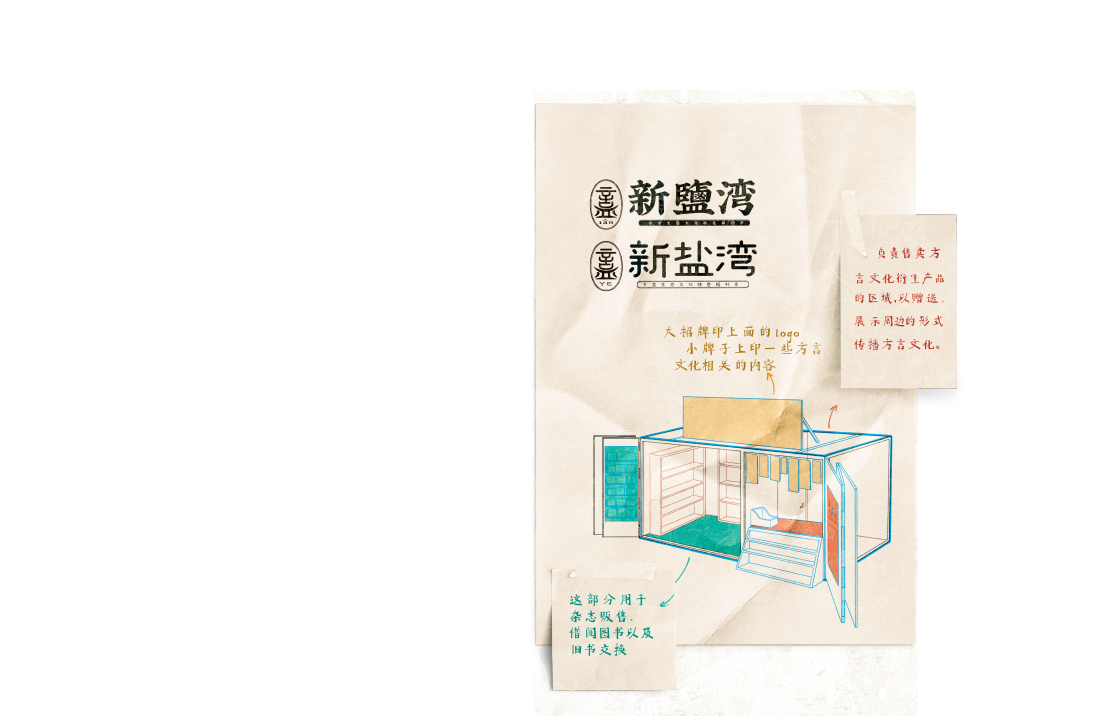 新鹽湾
新盐湾
YE
大招牌印上面的logo
小牌子上印一些方言
文化相关的内容
负责售卖方
言文化衍生产品
的区域,以赠送、
展示周边的形式
传播方言文化。
这部分用于
杂志贩售、
借阅图书以及
旧书交换